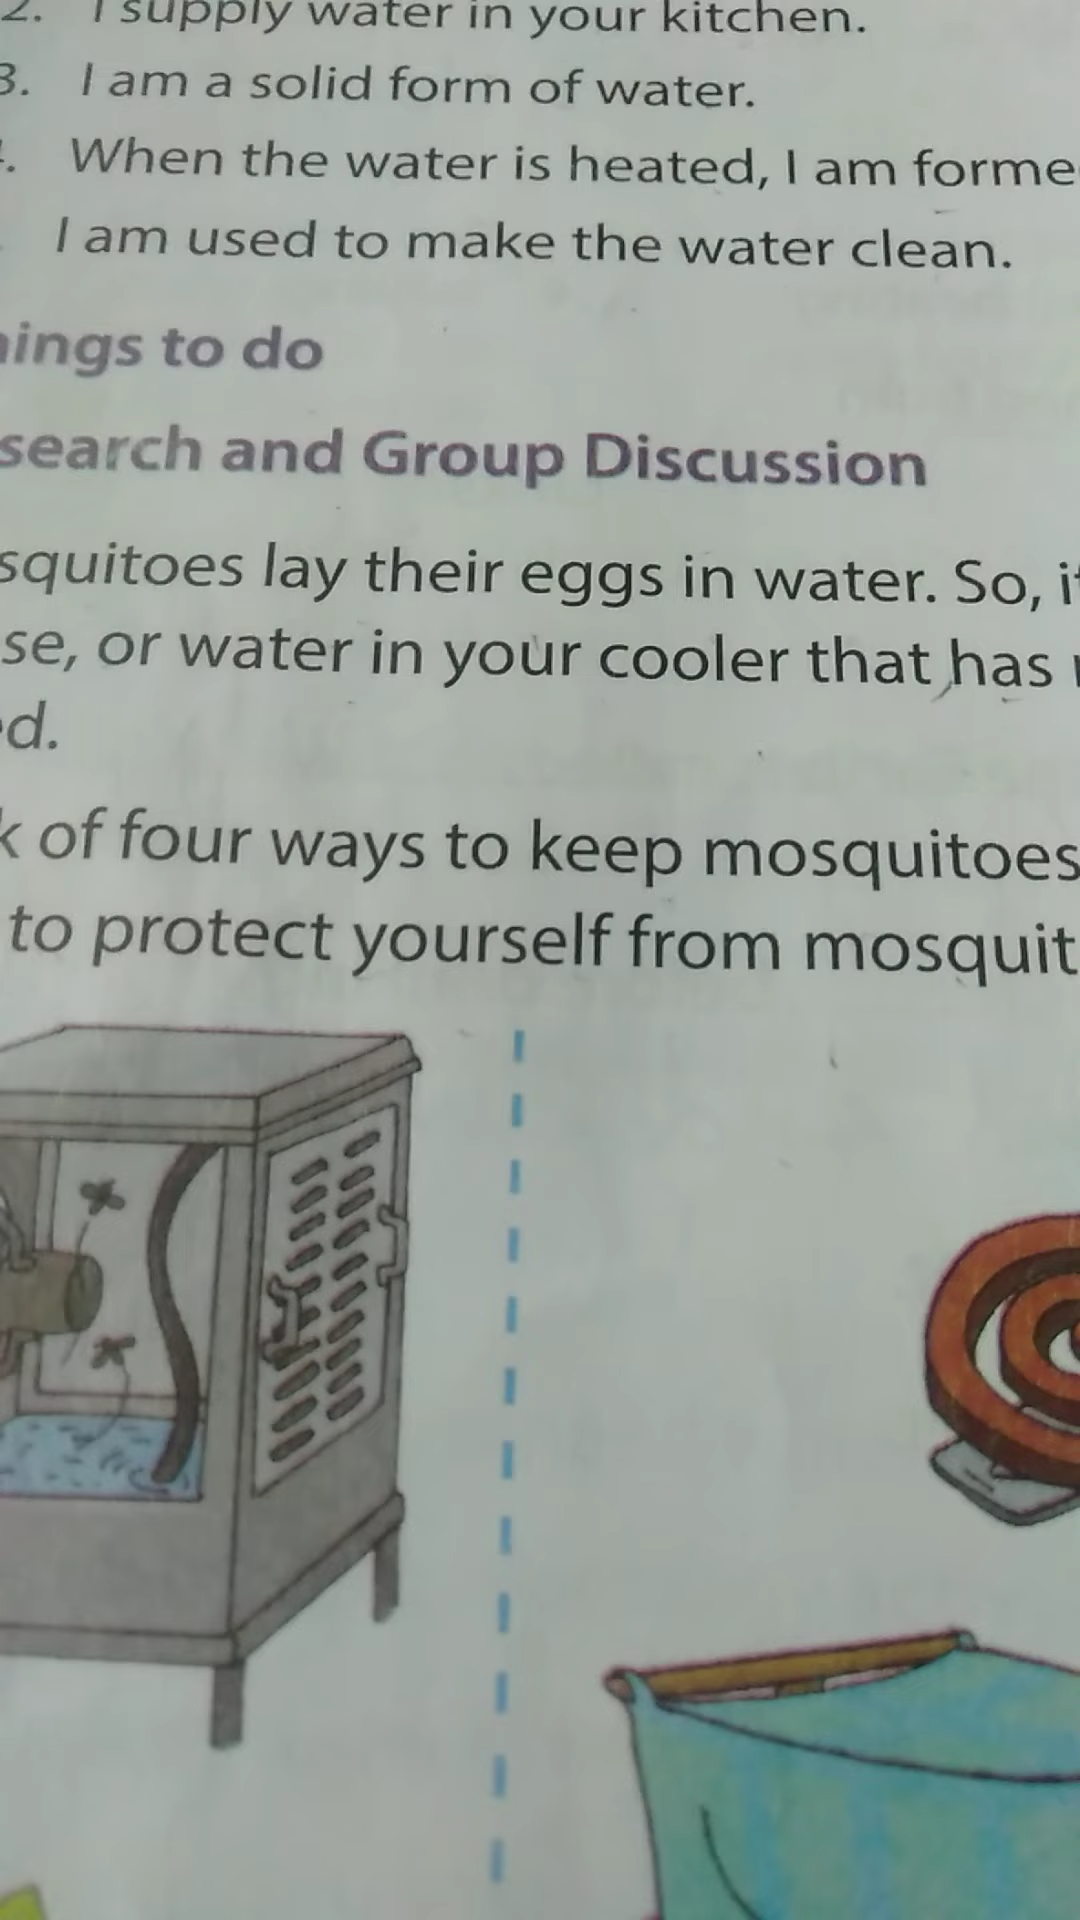 2. I supply water in your kitchen.
3. I am a solid form of water.
. When the water is heated, I am forme
I am used to make the water clean.
ings to do
search and Group Discussion
squitoes lay their eggs in water. So, if
se, or water in your cooler that has
ed.
k of four ways to keep mosquitoes
to protect yourself from mosquit